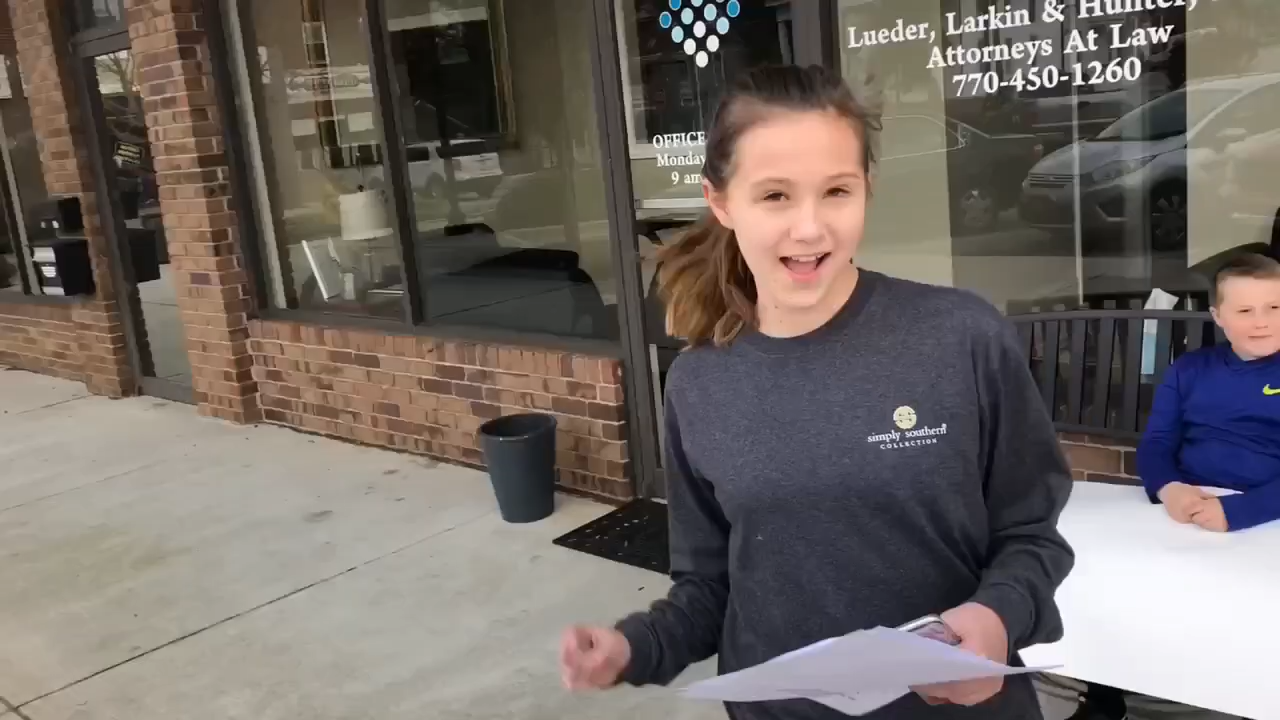 Lueder, Larkin & Hunter,
Attorneys At Law
770-450-1260
OFFICE
Monday
9 am
simply southern
COLLECTION